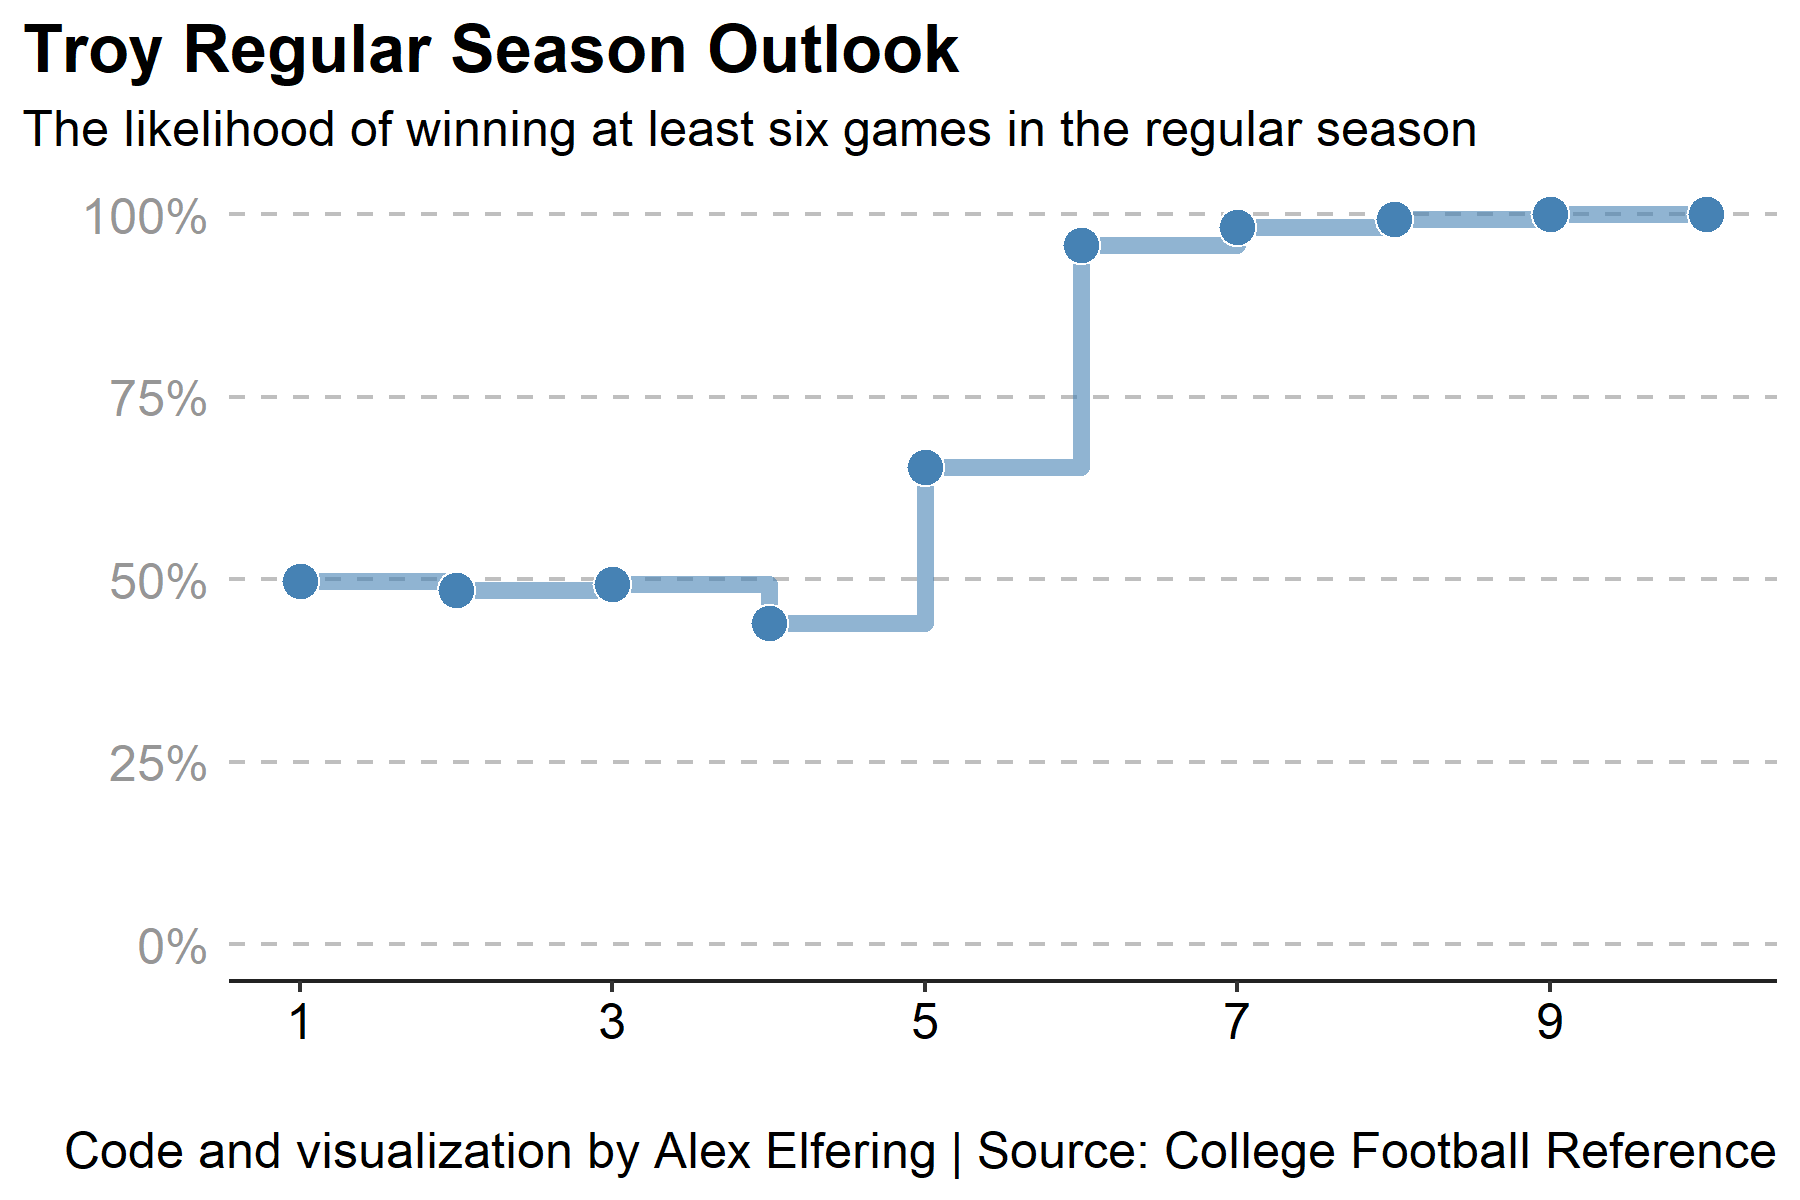 Troy Regular Season Outlook
The likelihood of winning at least six games in the regular season
100%
75%
50%
25%
0%
1 3 5 7 9
Code and visualization by Alex Elfering | Source: College Football Reference